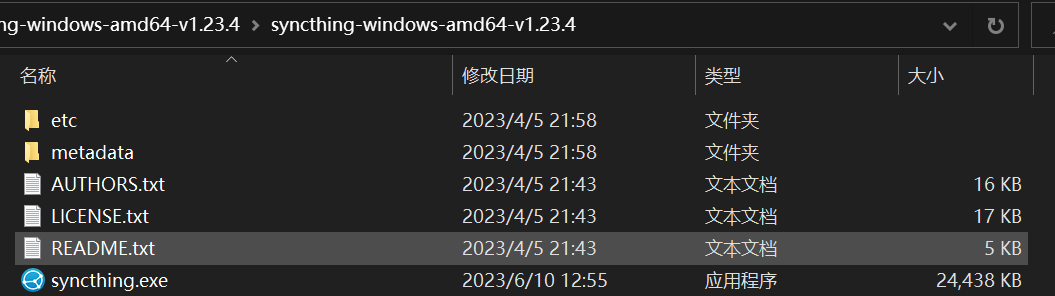 ng-windows-amd64-v1.23.4 > syncthing-windows-amd64-v1.23.4
名称 修改日期 类型 大小
etc 2023/4/5 21:58 文件夹
metadata 2023/4/5 21:58 文件夹
AUTHORS.txt 2023/4/5 21:43 文本文档 16 KB
LICENSE.txt 2023/4/5 21:43 文本文档 17 KB
README.txt 2023/4/5 21:43 文本文档 5 KB
syncthing.exe 2023/6/10 12:55 应用程序 24,438 KB